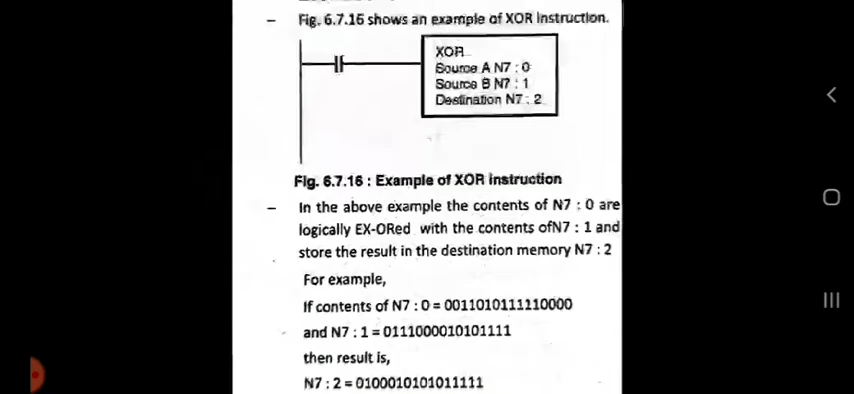 – Fig. 6.7.16 shows an example of XOR Instruction.
XOR
Source A N7 : 0
Source B N7 : 1
Destination N7 : 2
Fig. 6.7.16 : Example of XOR instruction
– In the above example the contents of N7 : 0 are
logically EX-ORed with the contents ofN7 : 1 and
store the result in the destination memory N7 : 2
For example,
If contents of N7 : 0 = 0011010111110000
and N7 : 1 = 0111000010101111
then result is,
N7 : 2 = 0100010101011111